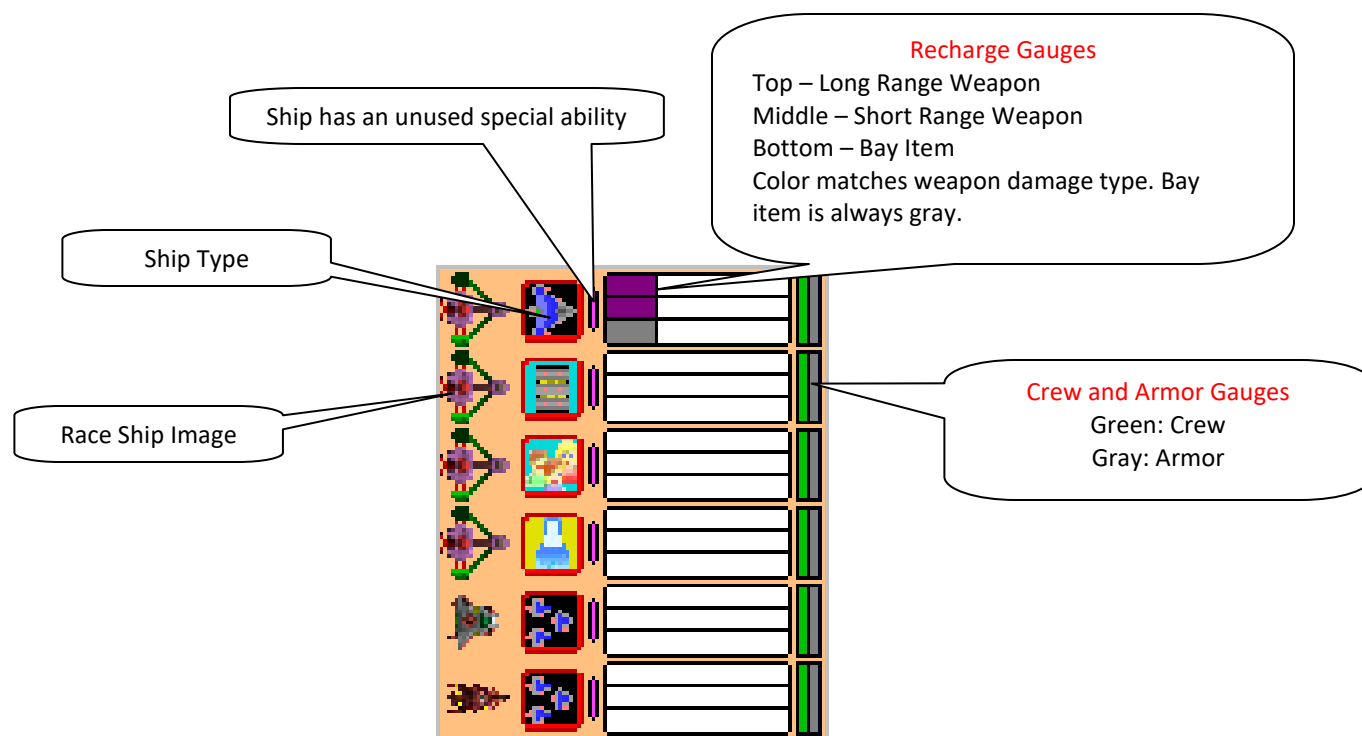 Recharge Gauges
Top – Long Range Weapon
Middle – Short Range Weapon
Bottom – Bay Item
Color matches weapon damage type. Bay
item is always gray.
Ship has an unused special ability
Ship Type
Race Ship Image
Crew and Armor Gauges
Green: Crew
Gray: Armor